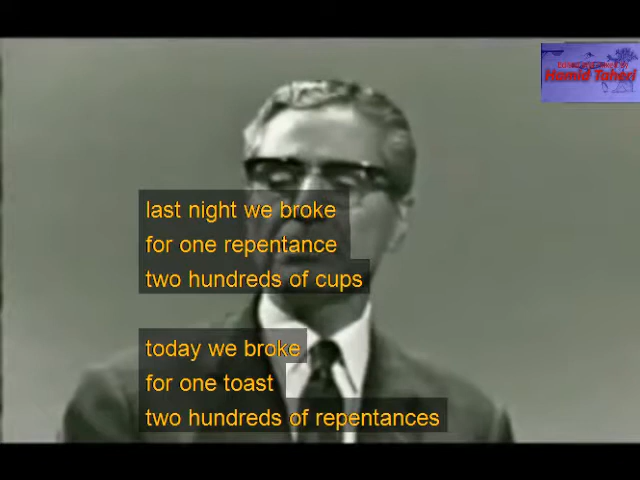 Hamid Taheri
last night we broke
for one repentance
two hundreds of cups
today we broke
for one toast
two hundreds of repentances